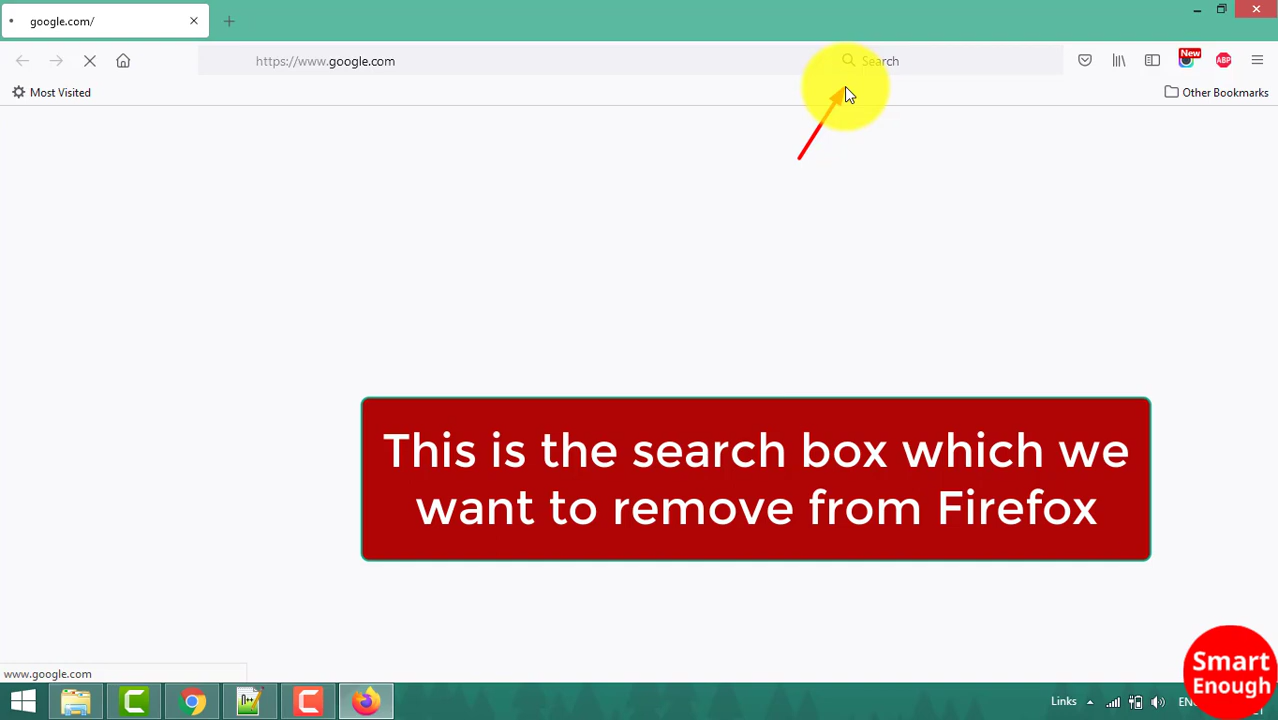 google.com/
https://www.google.com
Search
New
ABP
Most Visited
Other Bookmarks
This is the search box which we
want to remove from Firefox
www.google.com
Smart
Enough
Links